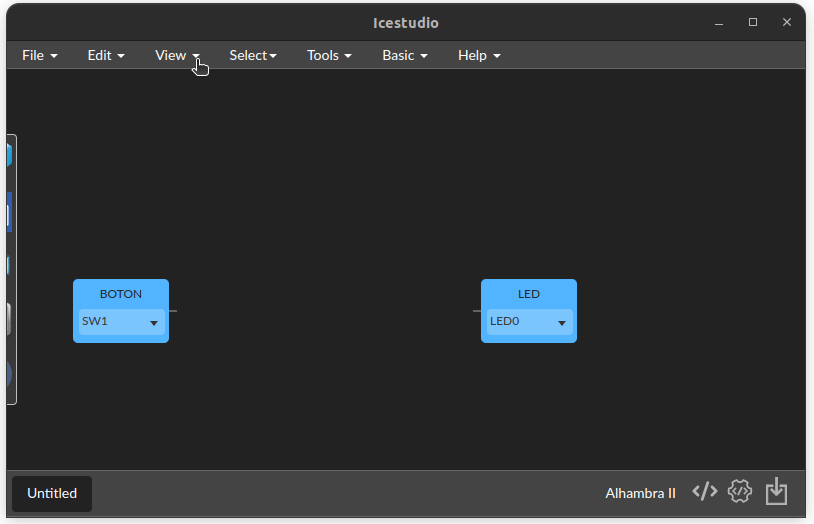 Icestudio
File Edit View Select Tools Basic Help
BOTON
SW1
LED
LED0
Untitled
Alhambra II